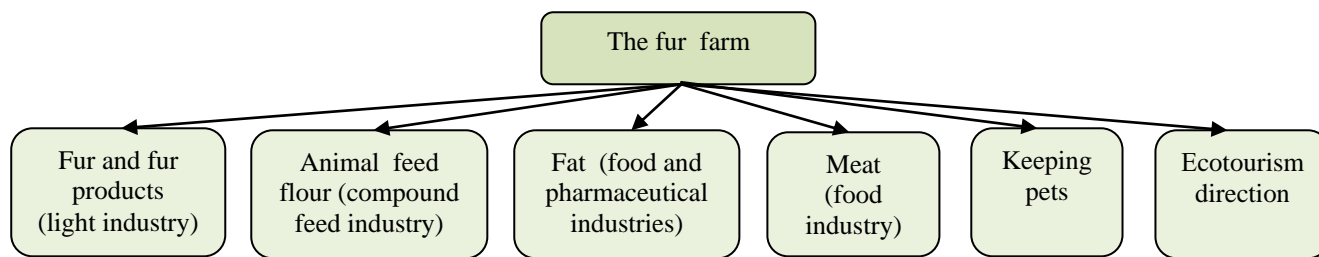 The fur farm
Fur and fur
products
(light industry)
Animal feed
flour (compound
feed industry)
Fat (food and
pharmaceutical
industries)
Meat
(food
industry)
Keeping
pets
Ecotourism
direction